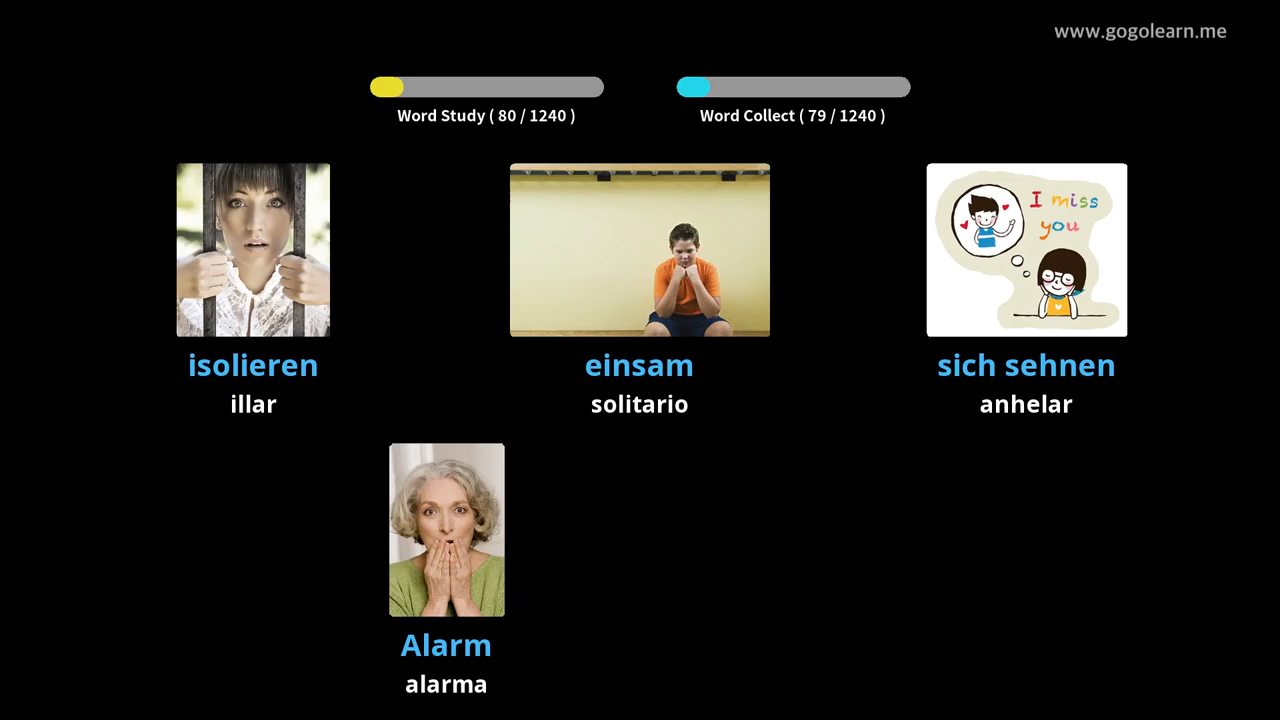 www.gogolearn.me
Word Study ( 80 / 1240 )
Word Collect ( 79 / 1240 )
I miss
you
isolieren
einsam
sich sehnen
illar
solitario
anhelar
Alarm
alarma